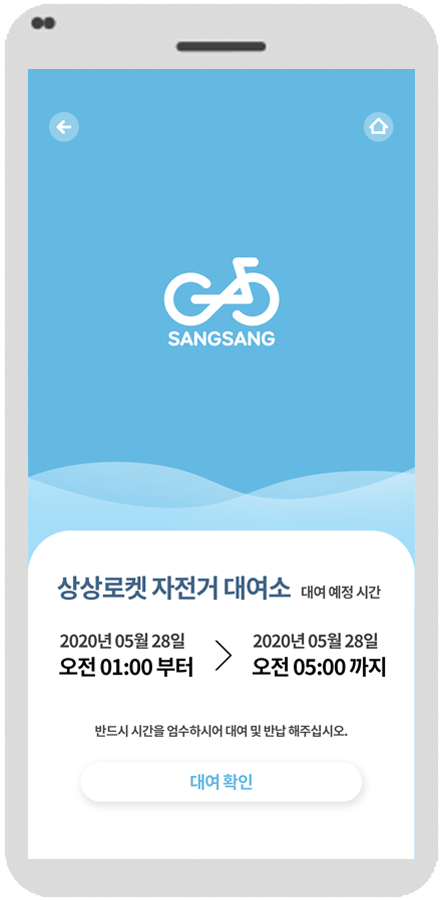 SANGSANG
상상로켓 자전거 대여소 대여 예정 시간
2020년 05월 28일 2020년 05월 28일
오전 01:00 부터 > 오전 05:00 까지
반드시 시간을 엄수하시어 대여 및 반납 해주십시오.
대여 확인